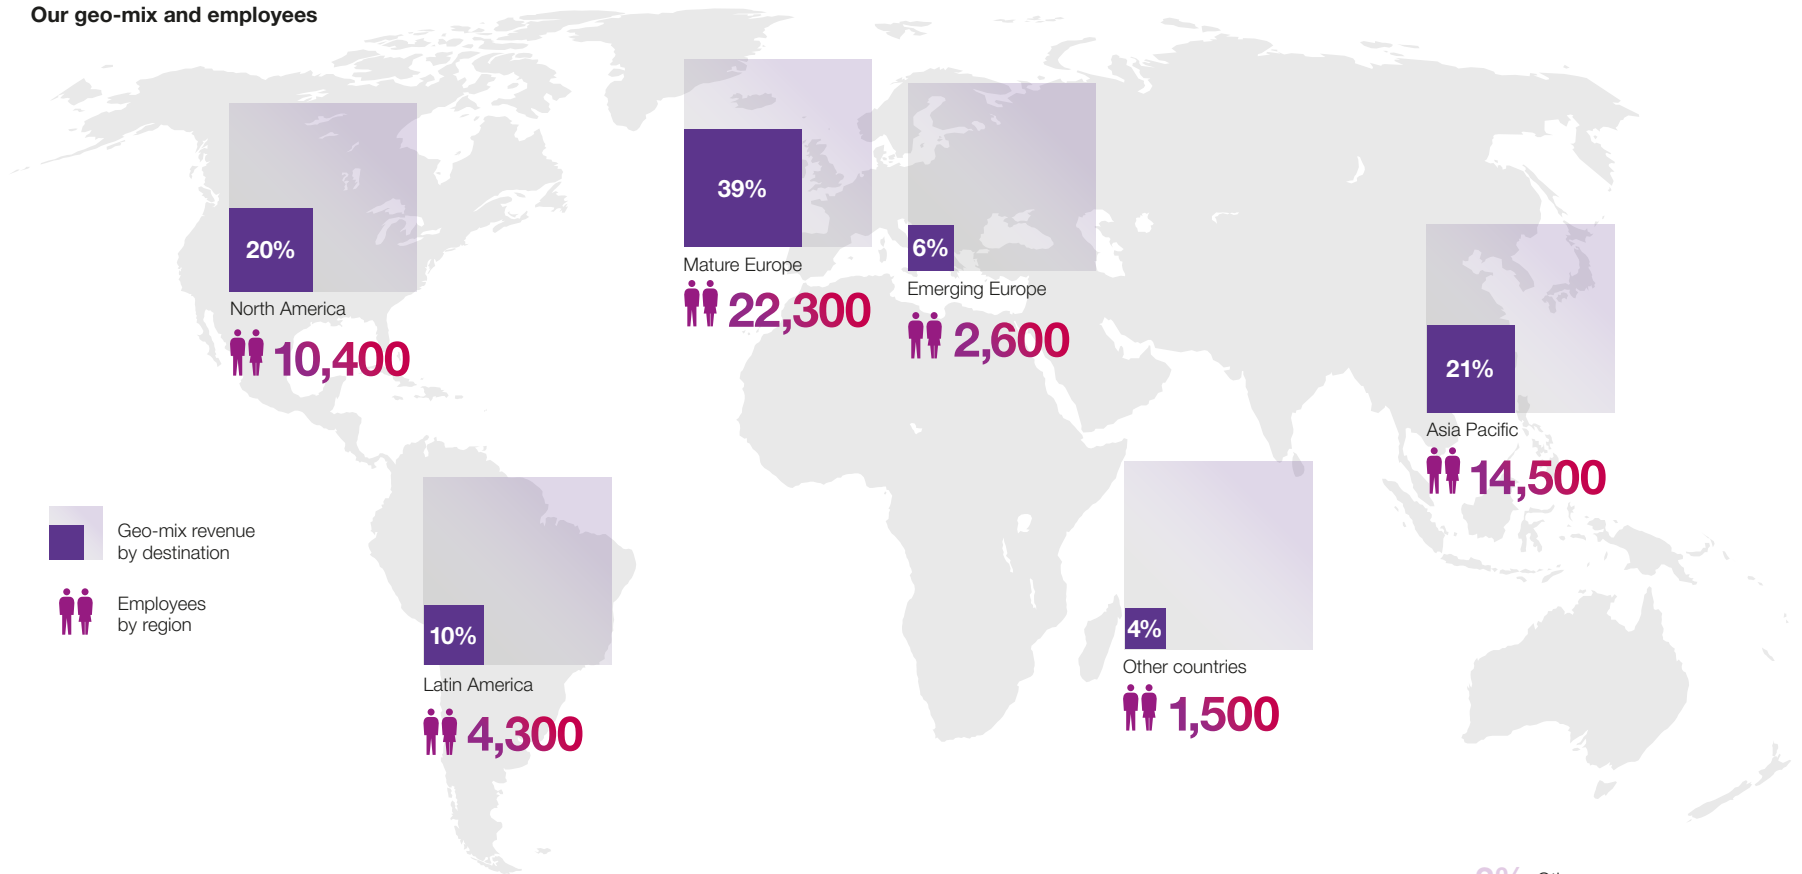 Our geo-mix and employees
20%
North America
10,400
39%
Mature Europe
22,300
6%
Emerging Europe
2,600
21%
Asia Pacific
14,500
Geo-mix revenue
by destination
Employees
by region
10%
Latin America
4,300
4%
Other countries
1,500